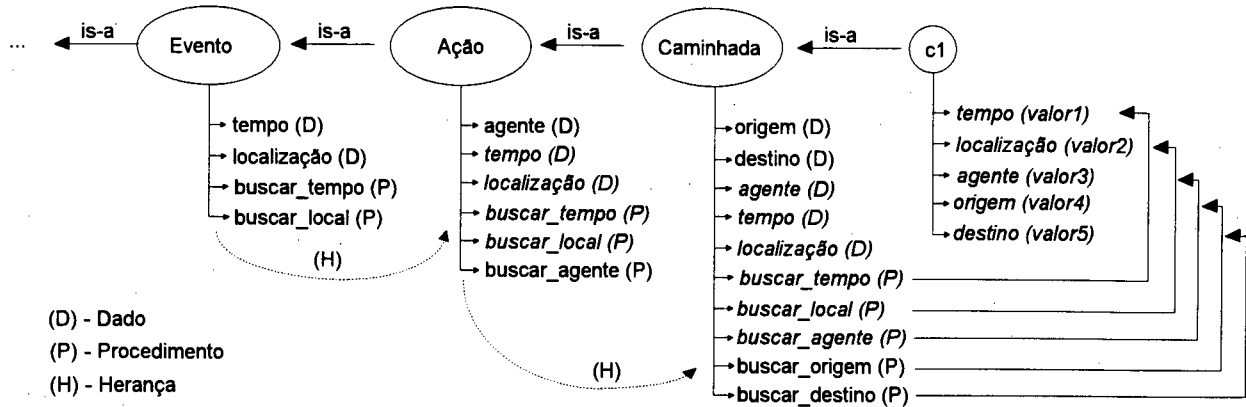 ... is-a Evento is-a Ação is-a Caminhada is-a c1
tempo (D)
localização (D)
buscar_tempo (P)
buscar_local (P)
(H)
agente (D)
tempo (D)
localização (D)
buscar_tempo (P)
buscar_local (P)
buscar_agente (P)
(H)
origem (D)
destino (D)
agente (D)
tempo (D)
localização (D)
buscar_tempo (P)
buscar_local (P)
buscar_agente (P)
buscar_origem (P)
buscar_destino (P)
tempo (valor1)
localização (valor2)
agente (valor3)
origem (valor4)
destino (valor5)
(D) - Dado
(P) - Procedimento
(H) - Herança